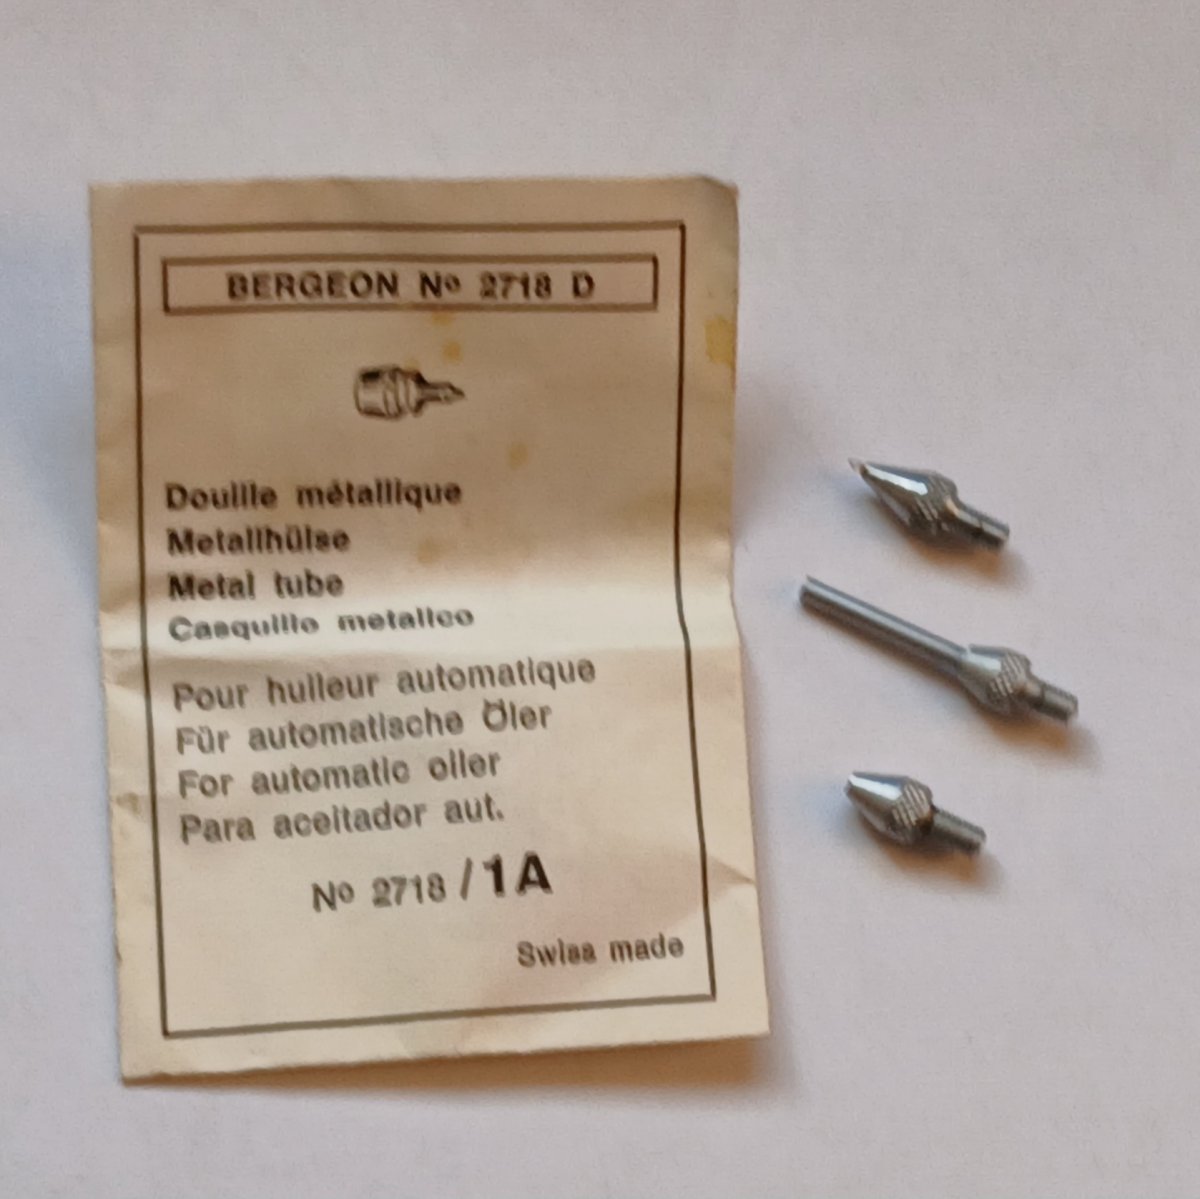 BERGEON Nº 2718 D
Douille métallique
Metallhülse
Metal tube
Casquillo metalico
Pour huileur automatique
Für automatische Öler
For automatic oiler
Para aceitador aut.
Nº 2718 / 1A
Swiss made